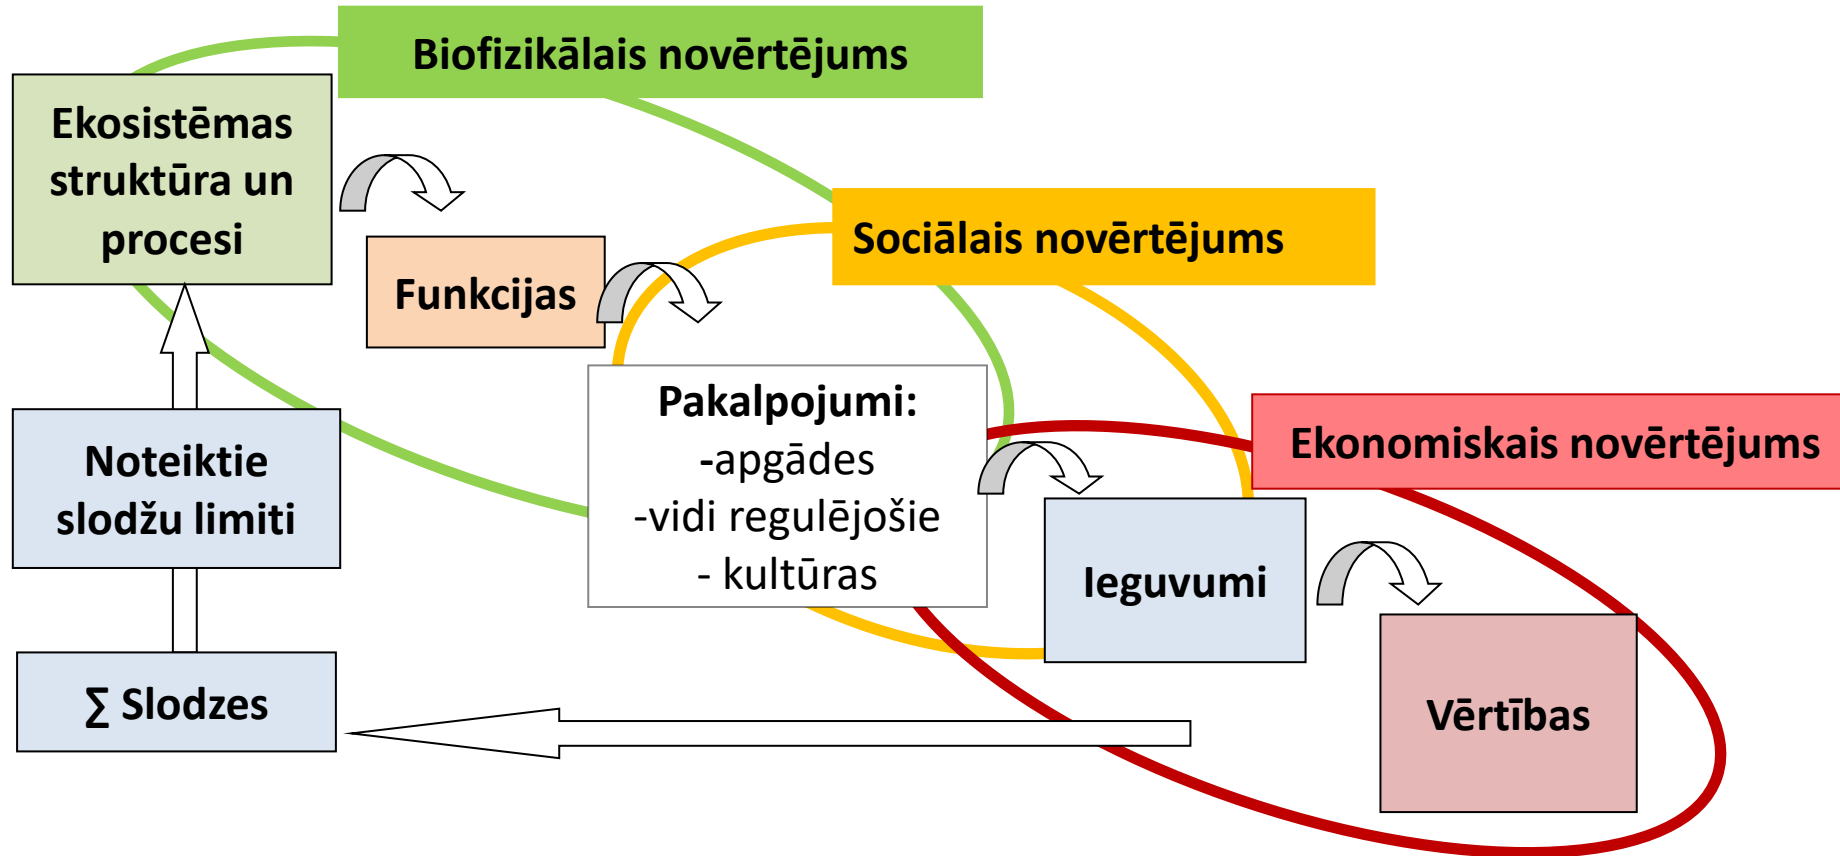 Biofizikālais novērtējums
Ekosistēmas
struktūra un
procesi
Sociālais novērtējums
Funkcijas
Pakalpojumi:
-apgādes
-vidi regulējošie
- kultūras
Ekonomiskais novērtējums
Noteiktie
slodžu limiti
Ieguvumi
∑ Slodzes
Vērtības